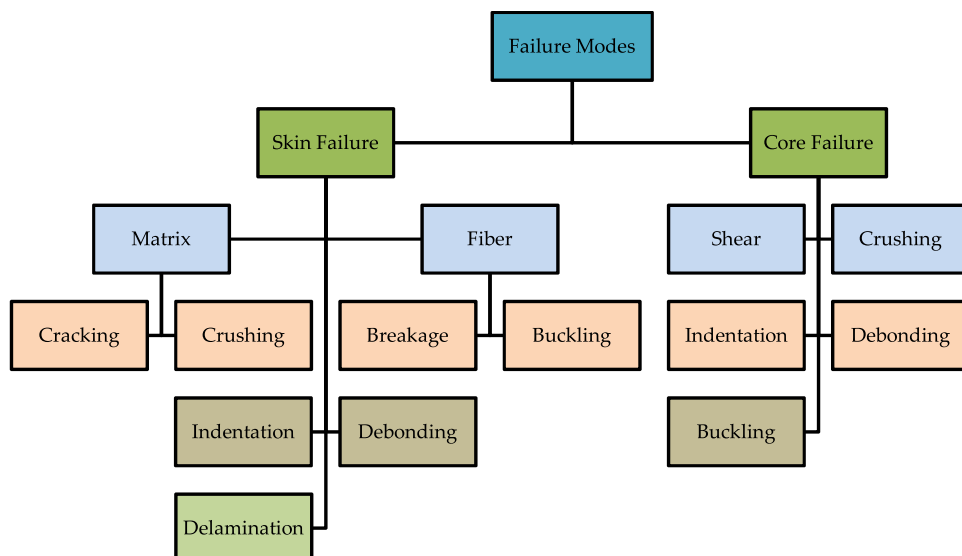 Failure Modes
Skin Failure
Core Failure
Matrix
Fiber
Shear
Crushing
Cracking
Crushing
Breakage
Buckling
Indentation
Debonding
Indentation
Debonding
Buckling
Delamination